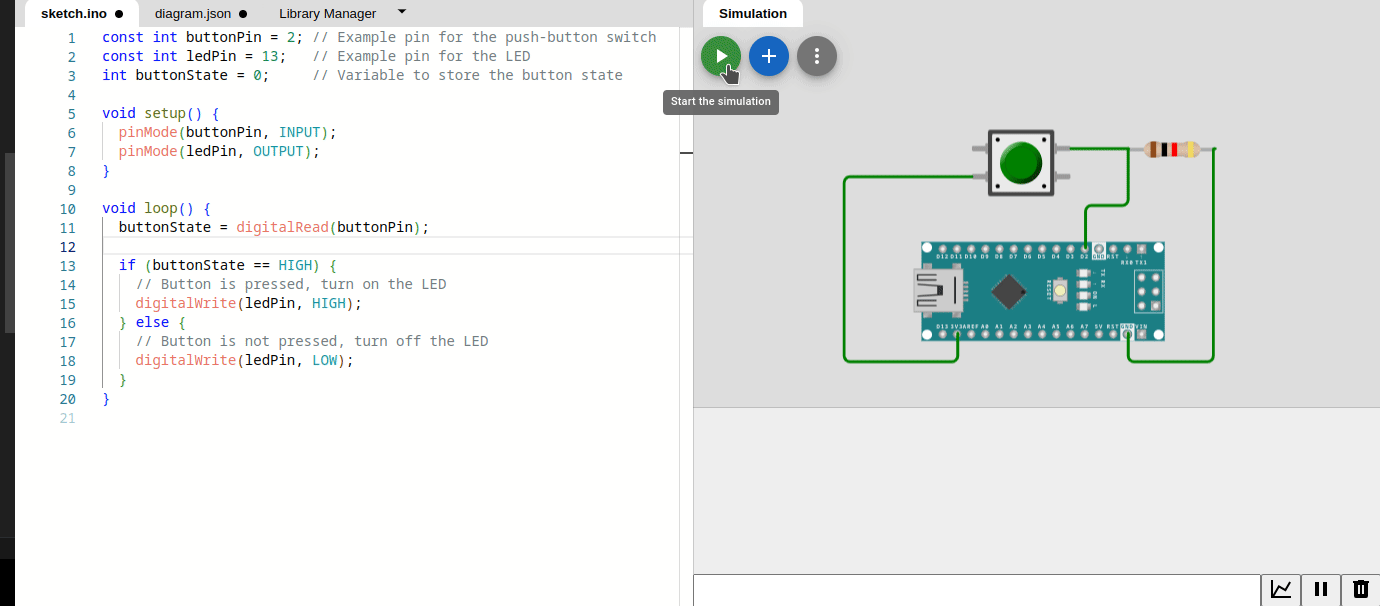 sketch.ino diagram.json Library Manager
Simulation
1 const int buttonPin = 2; // Example pin for the push-button switch
2 const int ledPin = 13; // Example pin for the LED
3 int buttonState = 0; // Variable to store the button state
4
5 void setup() {
6 pinMode(buttonPin, INPUT);
7 pinMode(ledPin, OUTPUT);
8 }
9
10 void loop() {
11 buttonState = digitalRead(buttonPin);
12
13 if (buttonState == HIGH) {
14 // Button is pressed, turn on the LED
15 digitalWrite(ledPin, HIGH);
16 } else {
17 // Button is not pressed, turn off the LED
18 digitalWrite(ledPin, LOW);
19 }
20 }
21
Start the simulation
D12 D11 D10 D9 D8 D7 D6 D5 D4 D3 D2 GND RST RX0 TX1
RESET
TX RX ON L
D13 3V3 AREF A0 A1 A2 A3 A4 A5 A6 A7 5V RST GND VIN